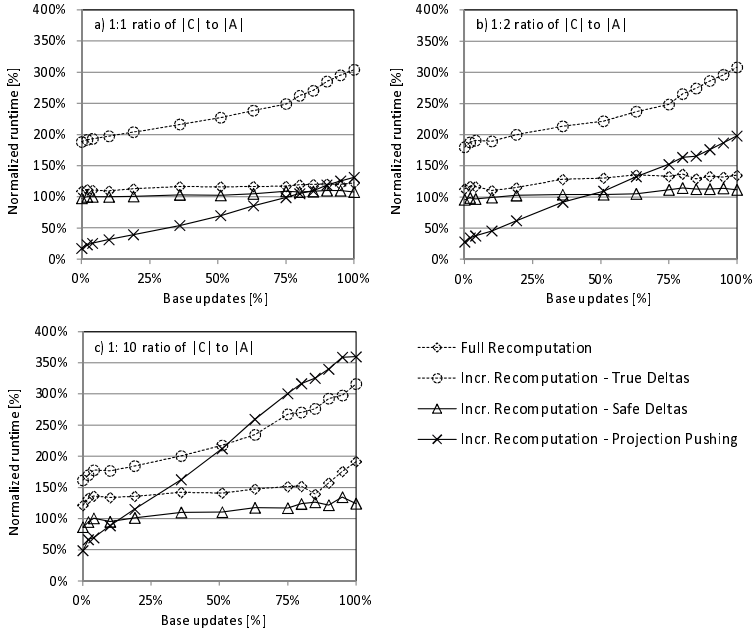 a) 1:1 ratio of |C| to |A|
Normalized runtime [%]
400%
350%
300%
250%
200%
150%
100%
50%
0%
0% 25% 50% 75% 100%
Base updates [%]
b) 1:2 ratio of |C| to |A|
Normalized runtime [%]
400%
350%
300%
250%
200%
150%
100%
50%
0%
0% 25% 50% 75% 100%
Base updates [%]
c) 1: 10 ratio of |C| to |A|
Normalized runtime [%]
400%
350%
300%
250%
200%
150%
100%
50%
0%
0% 25% 50% 75% 100%
Base updates [%]
Full Recomputation
Incr. Recomputation - True Deltas
Incr. Recomputation - Safe Deltas
Incr. Recomputation - Projection Pushing